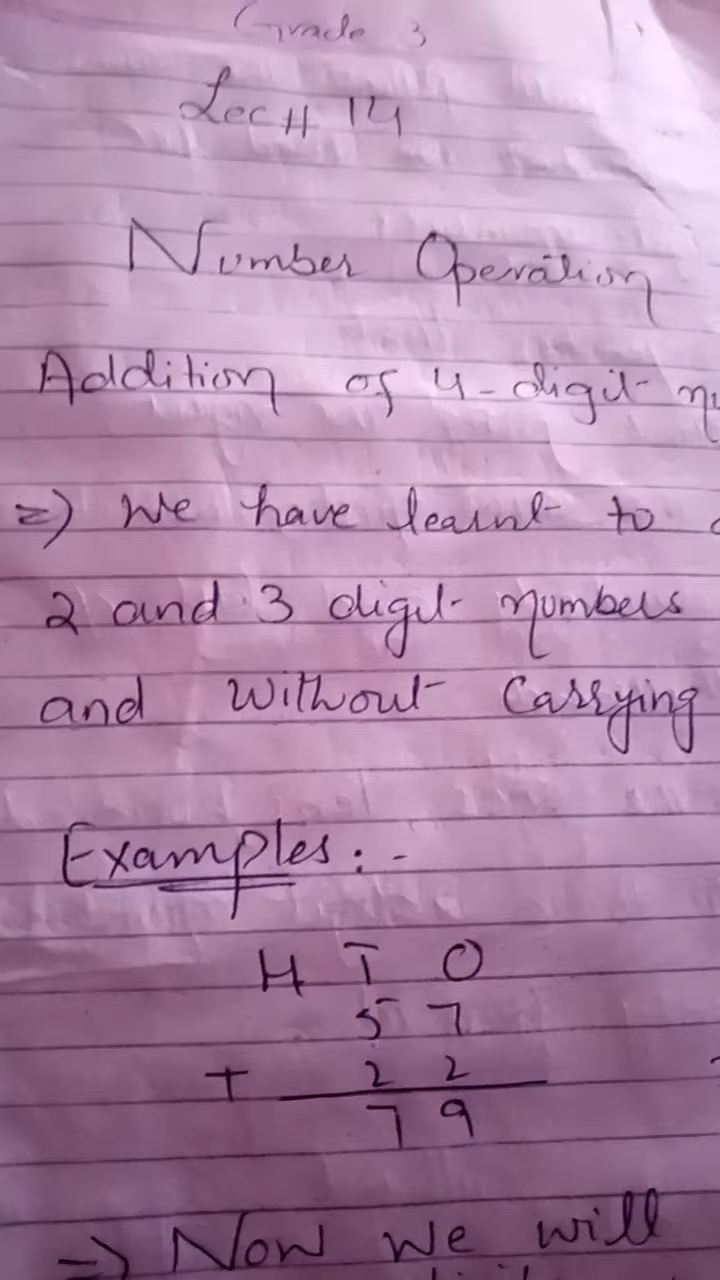 Grade 3
Lec # 14
Number Operation
Addition of 4-digit
=) We have learnt to
2 and 3 digit numbers
and without carrying
Examples:-
H T O
5 7
+ 2 2
7 9
=) Now we will